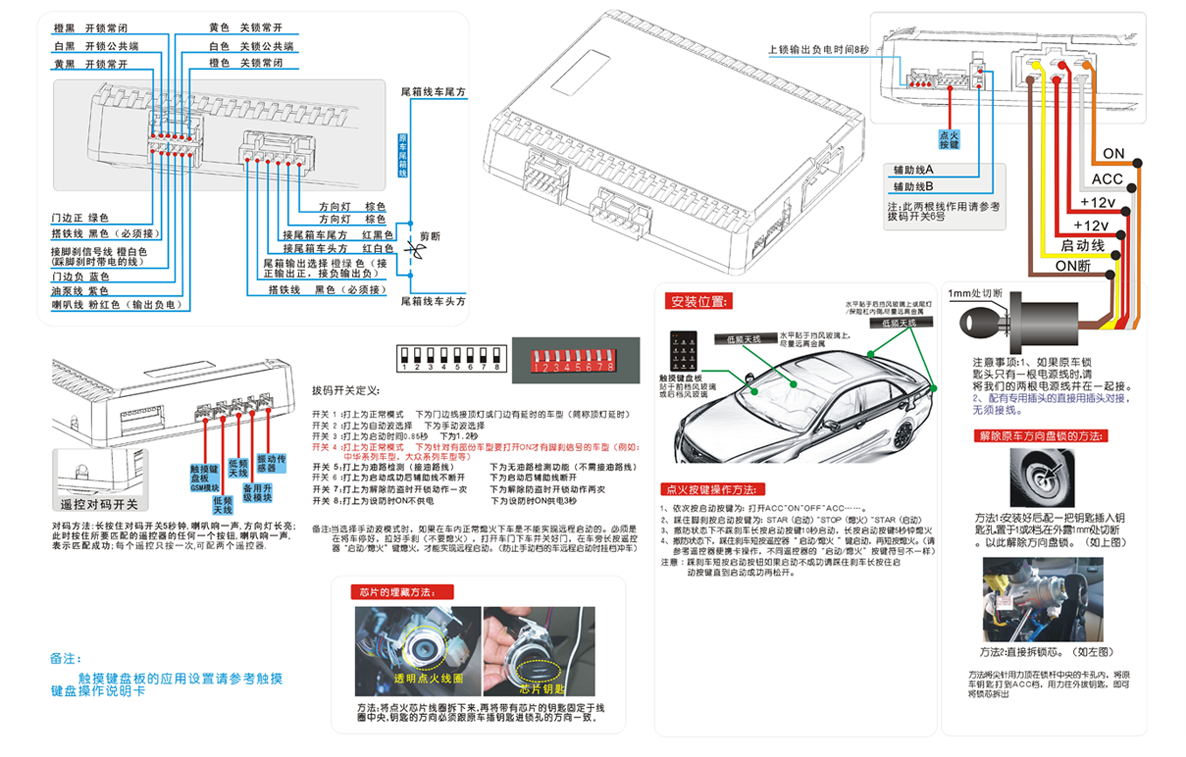 橙黑 开锁常闭
白黑 开锁公共端
黄黑 开锁常开
黄色 关锁常开
白色 关锁公共端
橙色 关锁常闭
尾箱线车尾方
原车尾箱线
方向灯 棕色
方向灯 棕色
接尾箱车尾方 红黑色
接尾箱车头方 红白色
尾箱输出选择 橙绿色（接
正输出正，接负输出负）
搭铁线 黑色（必须接）
剪断
尾箱线车头方
门边正 绿色
搭铁线 黑色（必须接）
接脚刹信号线 橙白色
(踩脚刹时带电的线)
门边负 蓝色
油泵线 紫色
喇叭线 粉红色（输出负电）
上锁输出负电时间8秒
点火
按键
辅助线A
辅助线B
注:此两根线作用请参考
拔码开关6号
ON
ACC
+12v
+12v
启动线
ON断
1mm处切断
注意事项:1、如果原车锁
匙头只有一根电源线时,请
将我们的两根电源线并在一起接。
2、配有专用插头的直接用插头对接，
无须接线。
解除原车方向盘锁的方法:
方法1:安装好后配一把钥匙插入钥
匙孔置于1或档在外露1mm处切断
。以此解除方向盘锁。（如上图）
方法2:直接拆锁芯。（如左图）
方法将尖针用力顶在锁杆中央的卡孔内，将原
车钥匙打到ACC档，用力往外拔钥匙，即可
将锁芯拆出
安装位置:
低频天线
水平贴于挡风玻璃上，
尽量远离金属
水平贴于后挡风玻璃上或尾灯
/探险杠内侧,尽量远离金属
低频天线
触摸键盘板
贴于前档风玻璃
或后档风玻璃
点火按键操作方法:
1、依次按启动按键为: 打开ACC"ON"OFF"ACC……。
2、踩住脚刹按启动按键为: STAR (启动) "STOP (熄火) "STAR (启动)
3、撤防状态下不踩刹车长按启动按键10秒启动，长按启动按键5秒钟熄火
4、撤防状态下，踩住刹车短按遥控器＂启动/熄火＂键启动，再短按熄火。（请
参考遥控器便携卡操作，不同遥控器的＂启动/熄火＂按键符号不一样）
注意：踩刹车短按启动按钮如果启动不成功请踩住刹车长按住启
动按键直到启动成功再松开。
触摸键
盘板
GSM模块
低频
天线
低频
天线
备用升
级模块
振动传
感器
遥控对码开关
对码方法:长按住对码开关5秒钟,喇叭响一声,方向灯长亮;
此时按住所要匹配的遥控器的任何一个按钮,喇叭响一声,
表示匹配成功;每个遥控只按一次,可配两个遥控器.
1 2 3 4 5 6 7 8
1 2 3 4 5 6 7 8
拔码开关定义:
开关 1 :打上为正常模式 下为门边线接顶灯或门边有延时的车型（简称顶灯延时）
开关 2 :打上为自动波选择 下为手动波选择
开关 3 :打上为启动时间0.85秒 下为1.2秒
开关 4 :打上为正常模式 下为针对有部份车型要打开ON才有脚刹信号的车型（例如:
中华系列车型，大众系列车型等）
开关 5:打上为油路检测（接油路线） 下为无油路检测功能（不需接油路线）
开关 6 :打上为启动成功后辅助线不断开 下为启动后辅助线断开
开关 7:打上为解除防盗时开锁动作一次 下为解除防盗时开锁动作两次
开关 8:打上为设防时ON不供电 下为设防时ON供电3秒
备注:当打手动波模式时，如果在车内正常熄火下车是不能实现远程启动的。必须是
在将车停好，拉好手刹（不要熄火），打开车门下车并关好门，在车旁长按遥控
器＂启动/熄火＂键熄火，才能实现远程启动。（防止手动档的车远程启动时挂档冲车）
芯片的埋藏方法:
透明点火线圈
芯片钥匙
方法:将点火芯片线圈拆下来,再将带有芯片的钥匙固定于线
圈中央,钥匙的方向必须跟原车插钥匙进锁孔的方向一致。
备注:
触摸键盘板的应用设置请参考触摸
键盘操作说明卡